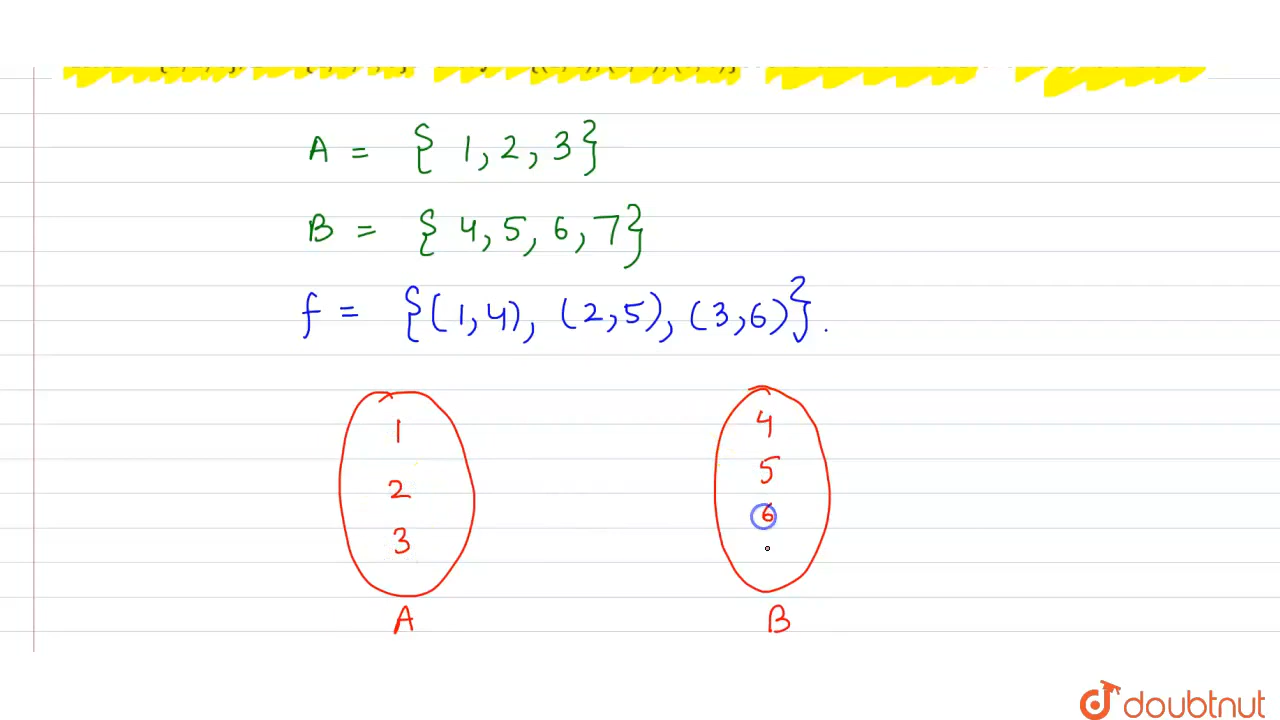 A = { 1, 2, 3}
B = { 4, 5, 6, 7}
f = {(1,4), (2,5), (3,6)}.
1 4
2 5
3 6
A B
doubtnut